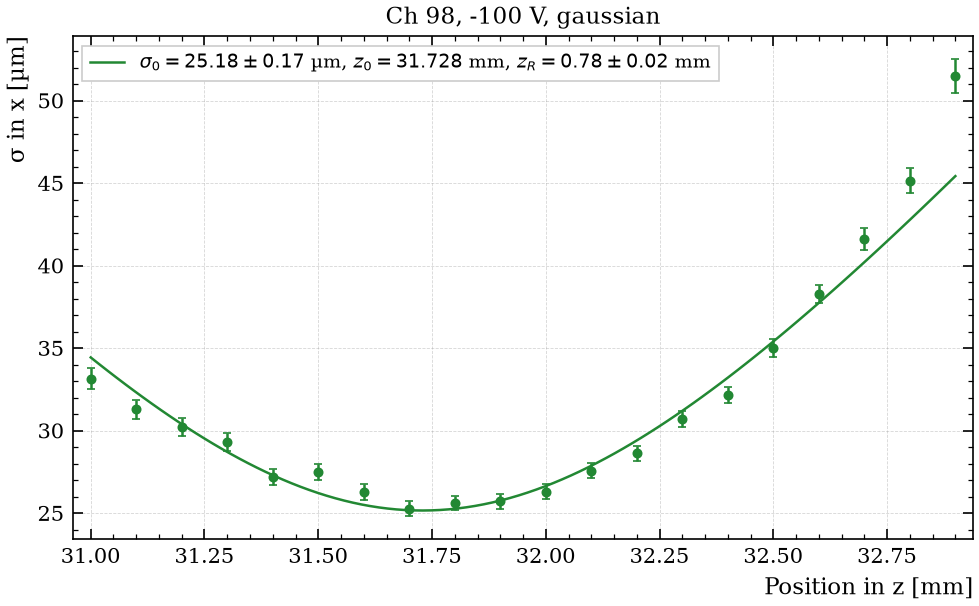 Ch 98, -100 V, gaussian
σ₀ = 25.18 ± 0.17 µm, z₀ = 31.728 mm, z_R = 0.78 ± 0.02 mm
σ in x [µm]
50
45
40
35
30
25
31.00 31.25 31.50 31.75 32.00 32.25 32.50 32.75
Position in z [mm]